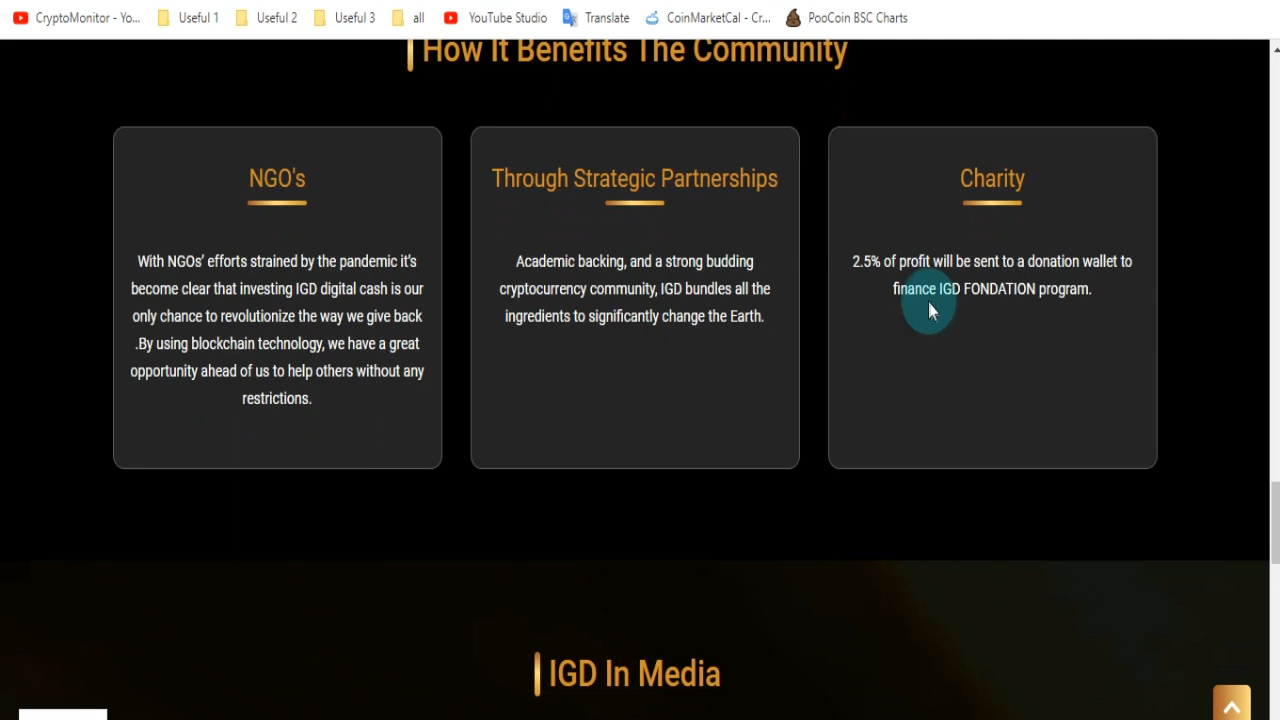 CryptoMonitor - Yo...
Useful 1
Useful 2
Useful 3
all
YouTube Studio
Translate
CoinMarketCal - Cr...
PooCoin BSC Charts
How It Benefits The Community
NGO's
With NGOs’ efforts strained by the pandemic it's
become clear that investing IGD digital cash is our
only chance to revolutionize the way we give back
.By using blockchain technology, we have a great
opportunity ahead of us to help others without any
restrictions.
Through Strategic Partnerships
Academic backing, and a strong budding
cryptocurrency community, IGD bundles all the
ingredients to significantly change the Earth.
Charity
2.5% of profit will be sent to a donation wallet to
finance IGD FONDATION program.
IGD In Media